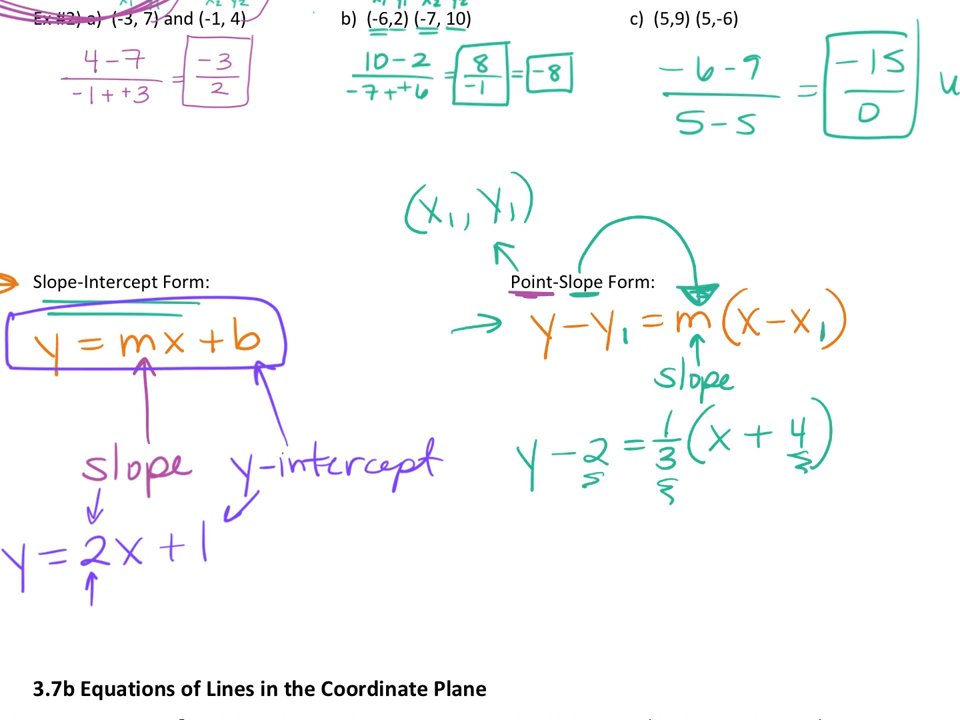 Ex #2) a) (-3, 7) and (-1, 4)
4 - 7 / -1 + +3 = -3 / 2
b) (-6,2) (-7, 10)
10 - 2 / -7 + +6 = 8 / -1 = -8
c) (5,9) (5,-6)
-6 - 9 / 5 - 5 = -15 / 0
(x₁, y₁)
Slope-Intercept Form:
y = mx + b
slope
y-intercept
y = 2x + 1
Point-Slope Form:
y - y₁ = m(x - x₁)
slope
y - 2 = 1/3 (x + 4)
3.7b Equations of Lines in the Coordinate Plane